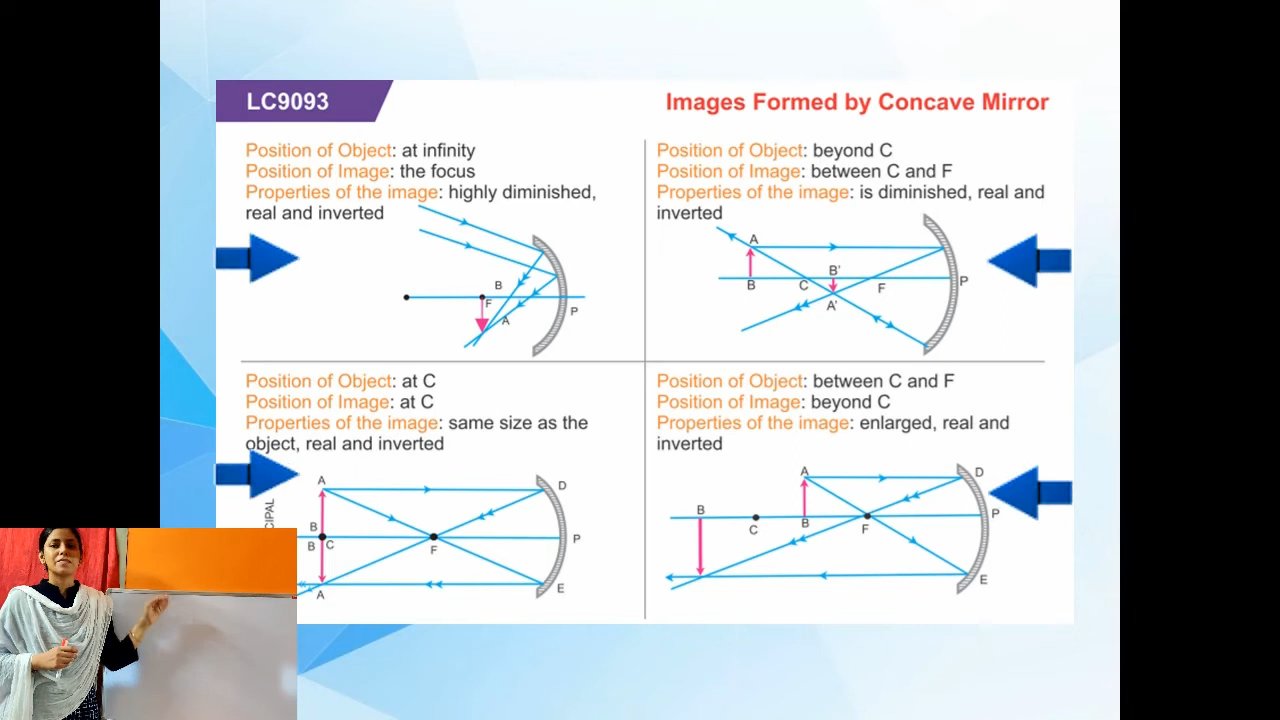 LC9093
Images Formed by Concave Mirror
Position of Object: at infinity
Position of Image: the focus
Properties of the image: highly diminished,
real and inverted
B
F
A
P
Position of Object: beyond C
Position of Image: between C and F
Properties of the image: is diminished, real and
inverted
A
B'
B
C
F
P
A'
Position of Object: at C
Position of Image: at C
Properties of the image: same size as the
object, real and inverted
CIPAL
A
D
B
B
C
F
P
A
E
Position of Object: between C and F
Position of Image: beyond C
Properties of the image: enlarged, real and
inverted
A
D
B
C
B
F
P
E